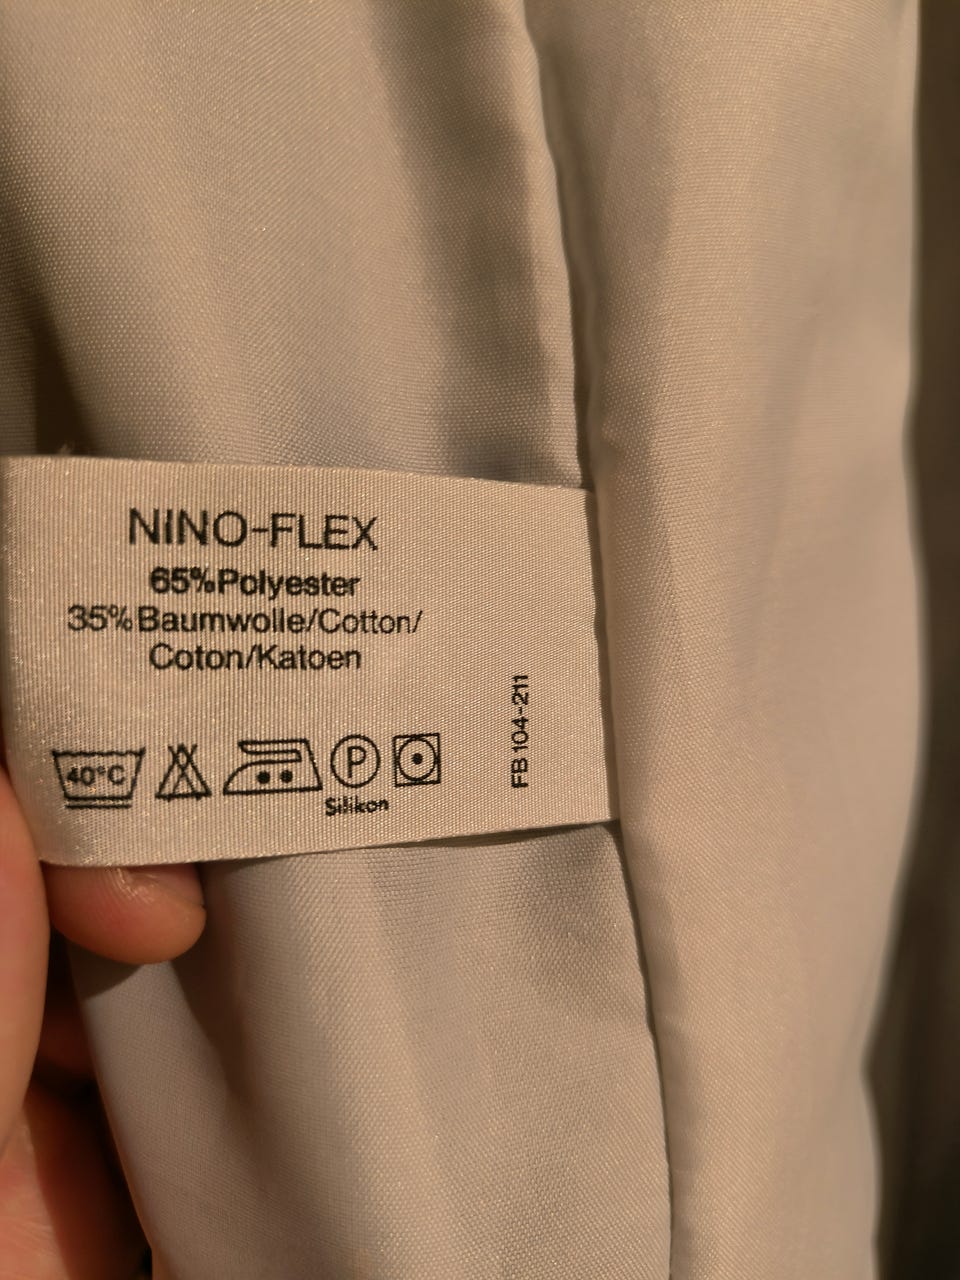 NINO-FLEX
65% Polyester
35% Baumwolle/Cotton/
Coton/Katoen
40°C
P
Silikon
FB 104-211